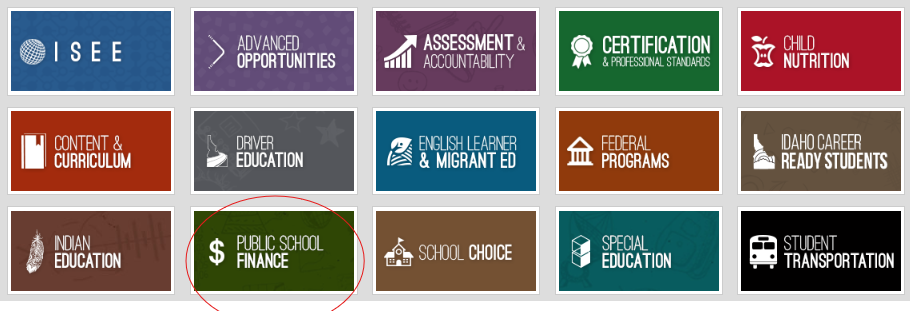 ISEE
ADVANCED
OPPORTUNITIES
ASSESSMENT &
ACCOUNTABILITY
CERTIFICATION
& PROFESSIONAL STANDARDS
CHILD
NUTRITION
CONTENT &
CURRICULUM
DRIVER
EDUCATION
ENGLISH LEARNER
& MIGRANT ED
FEDERAL
PROGRAMS
IDAHO CAREER
READY STUDENTS
INDIAN
EDUCATION
$ PUBLIC SCHOOL
FINANCE
SCHOOL CHOICE
SPECIAL
EDUCATION
STUDENT
TRANSPORTATION